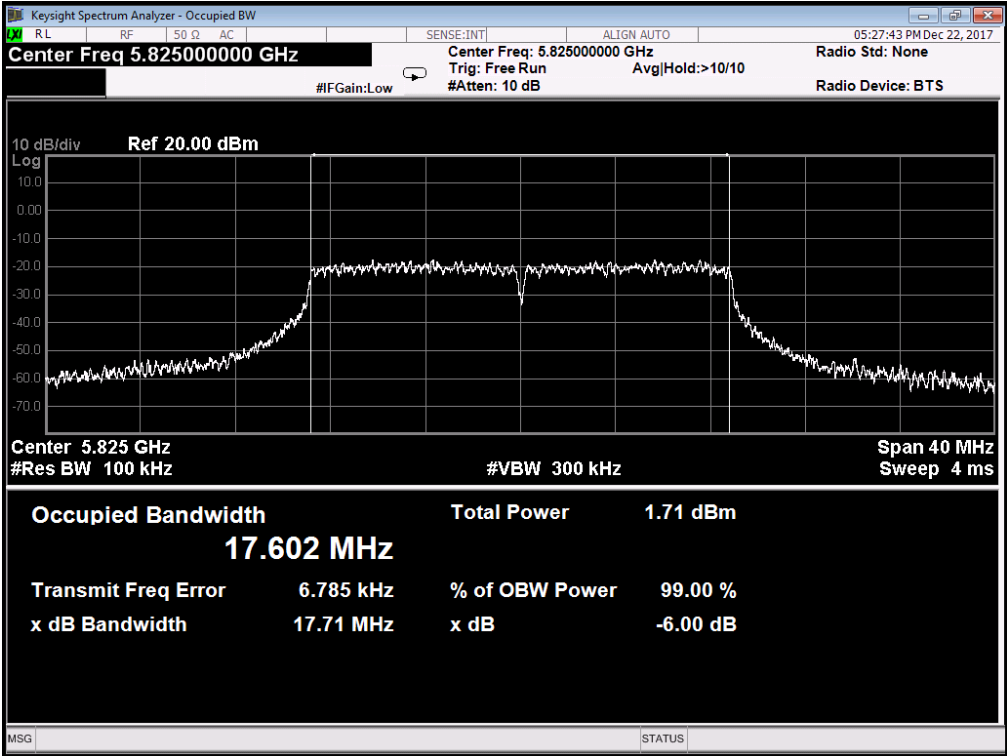 Keysight Spectrum Analyzer - Occupied BW
LXI RL RF 50 Ω AC SENSE:INT ALIGN AUTO 05:27:43 PM Dec 22, 2017
Center Freq 5.825000000 GHz Center Freq: 5.825000000 GHz Radio Std: None
Trig: Free Run Avg|Hold:>10/10
#IFGain:Low #Atten: 10 dB Radio Device: BTS
10 dB/div Ref 20.00 dBm
Log
10.0
0.00
-10.0
-20.0
-30.0
-40.0
-50.0
-60.0
-70.0
Center 5.825 GHz Span 40 MHz
#Res BW 100 kHz #VBW 300 kHz Sweep 4 ms
Occupied Bandwidth Total Power 1.71 dBm
17.602 MHz
Transmit Freq Error 6.785 kHz % of OBW Power 99.00 %
x dB Bandwidth 17.71 MHz x dB -6.00 dB
MSG STATUS